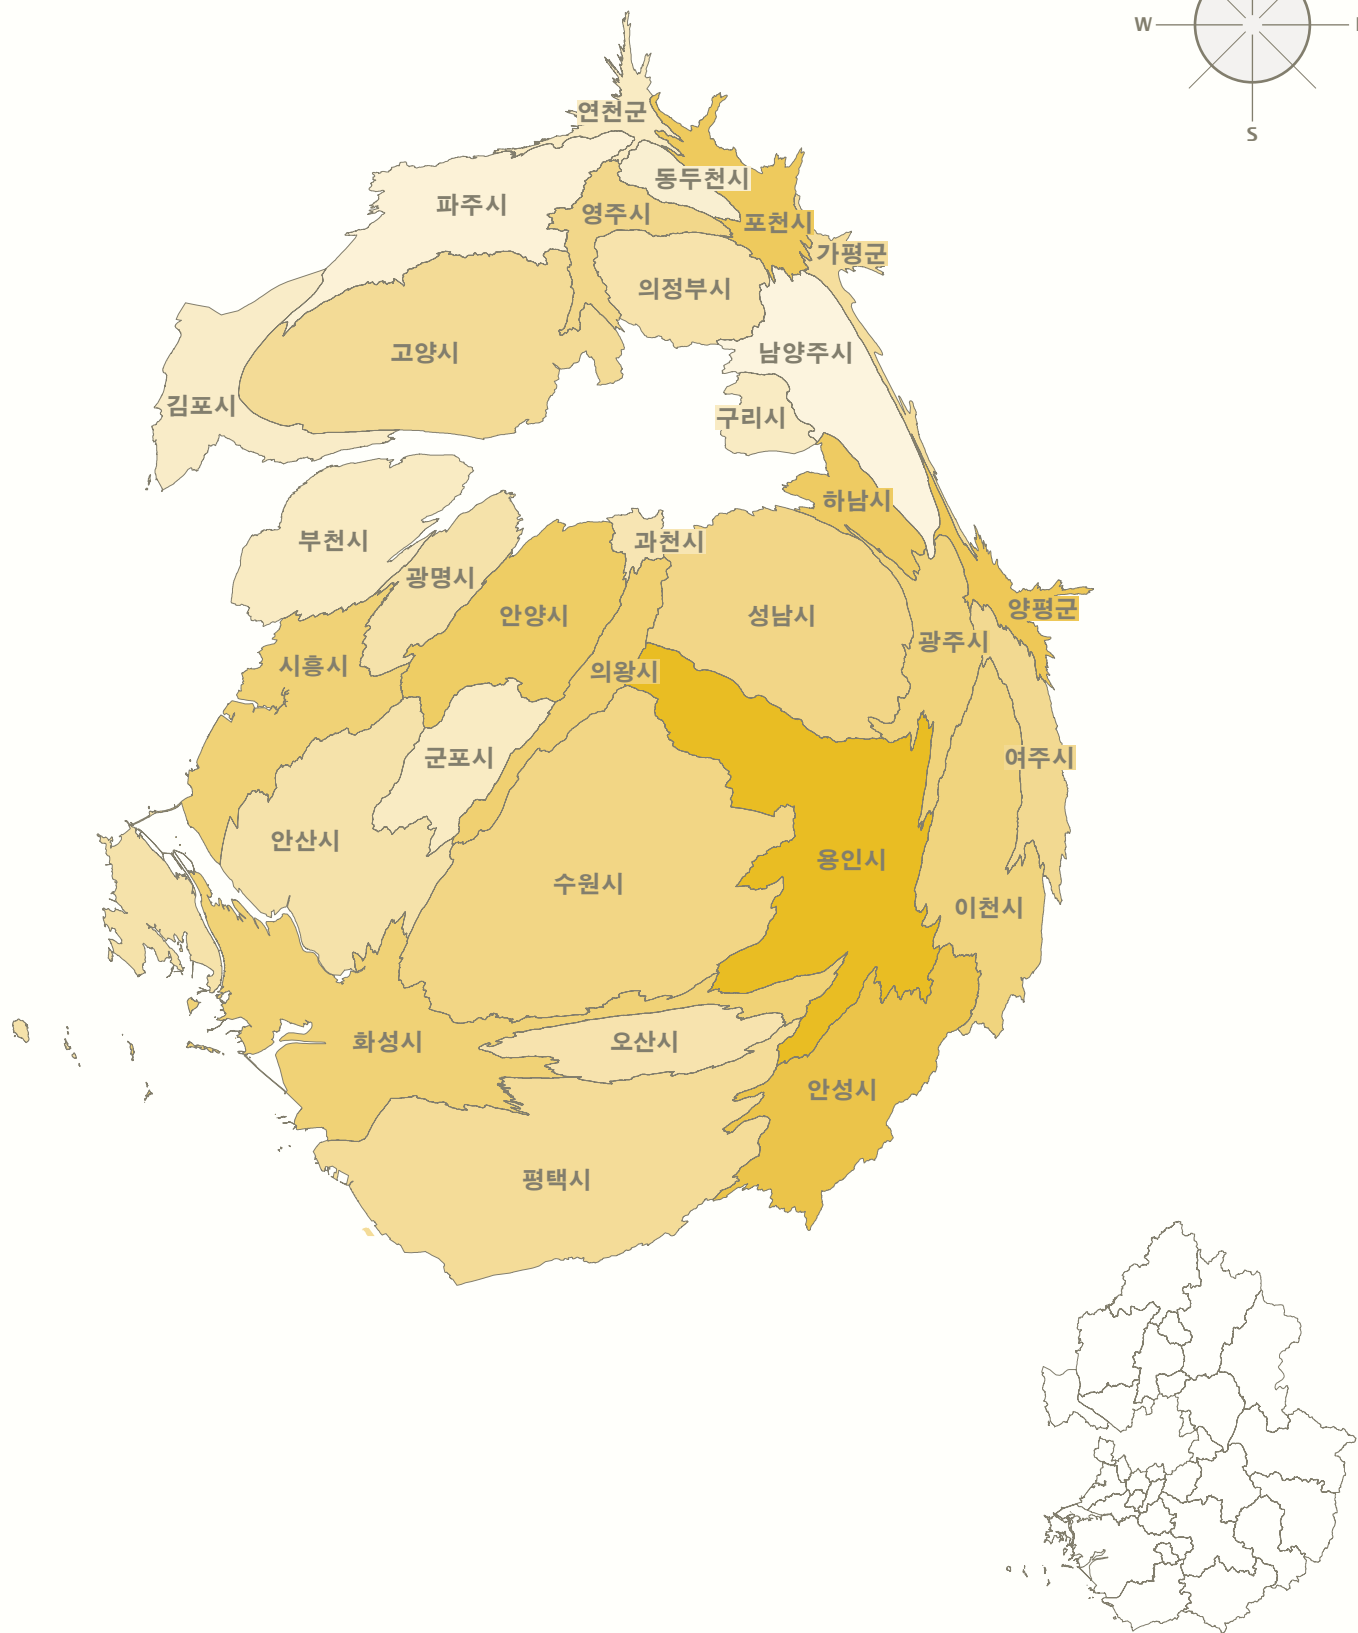 W
S
연천군
동두천시
파주시
영주시
포천시
가평군
의정부시
고양시
남양주시
김포시
구리시
하남시
부천시
과천시
광명시
안양시
성남시
양평군
광주시
시흥시
의왕시
군포시
여주시
안산시
용인시
수원시
이천시
화성시
오산시
안성시
평택시